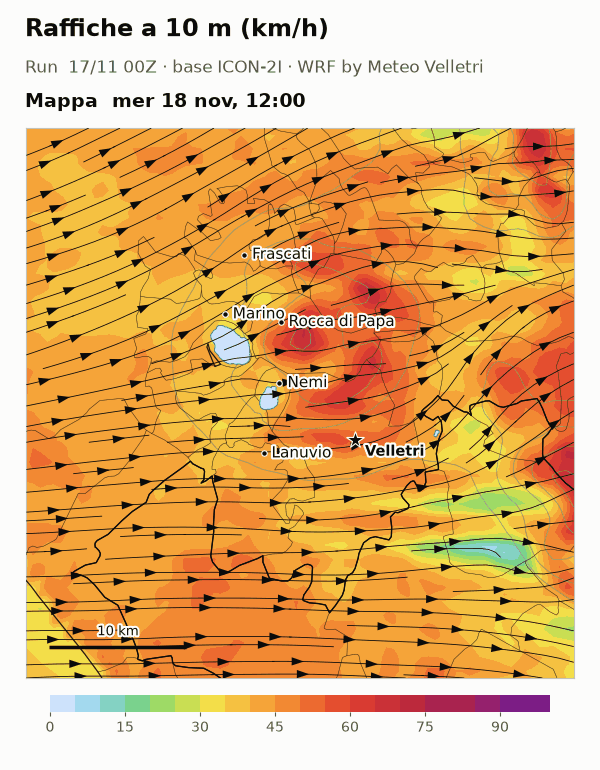 Raffiche a 10 m (km/h)
Run  17/11 00Z · base ICON-2I · WRF by Meteo Velletri
Mappa  mer 18 nov, 12:00
Frascati
Marino
Rocca di Papa
Nemi
Lanuvio
Velletri
10 km
0 15 30 45 60 75 90